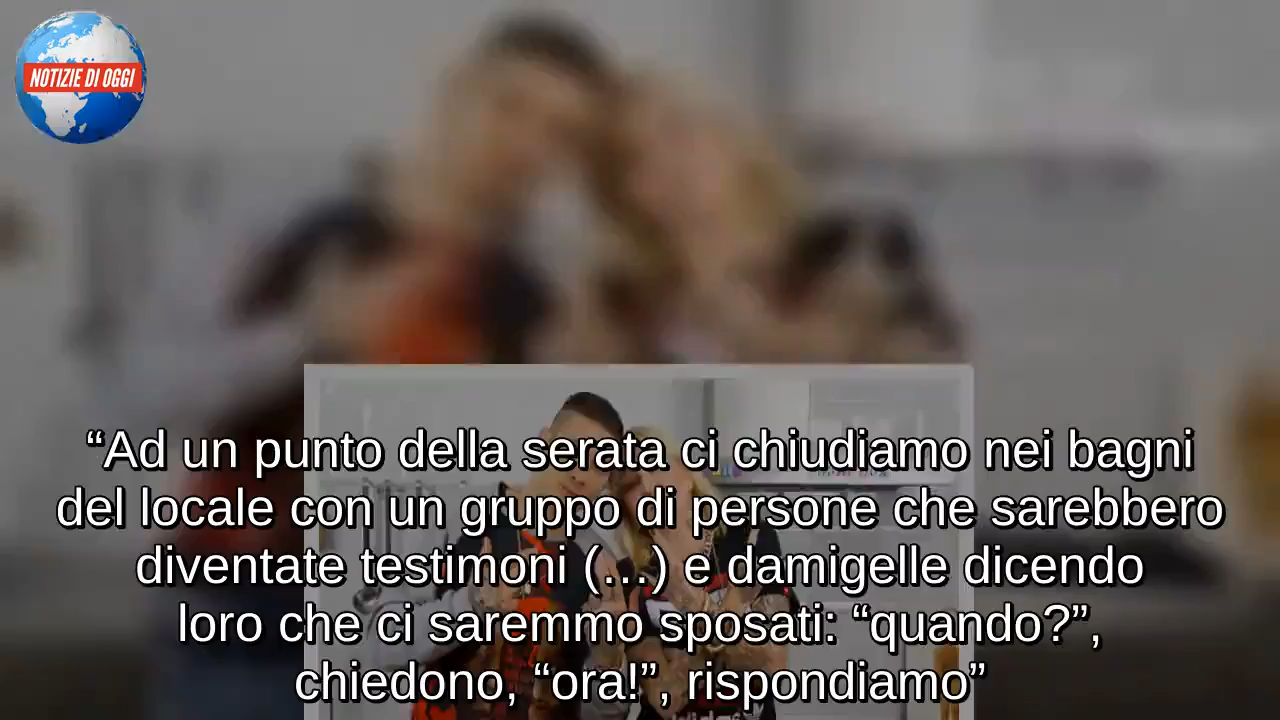 NOTIZIE DI OGGI
“Ad un punto della serata ci chiudiamo nei bagni
del locale con un gruppo di persone che sarebbero
diventate testimoni (...) e damigelle dicendo
loro che ci saremmo sposati: “quando?”,
chiedono, “ora!”, rispondiamo”